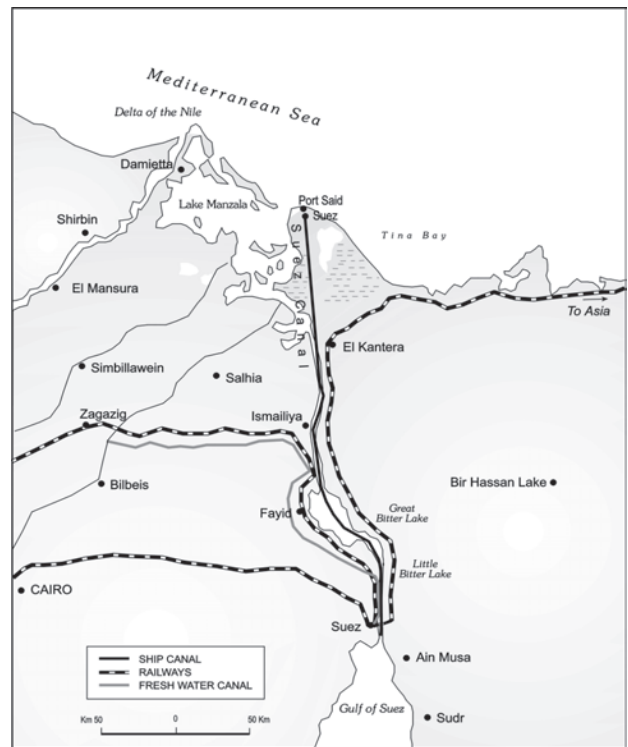 Mediterranean Sea
Delta of the Nile
Damietta
Lake Manzala
Port Said
Suez
Shirbin
Tina Bay
Suez Canal
El Mansura
To Asia
El Kantera
Simbillawein
Salhia
Zagazig
Ismailiya
Bilbeis
Bir Hassan Lake
Fayid
Great
Bitter Lake
Little
Bitter Lake
CAIRO
Suez
SHIP CANAL
RAILWAYS
FRESH WATER CANAL
Ain Musa
Gulf of Suez
Sudr
Km 50 0 50 Km